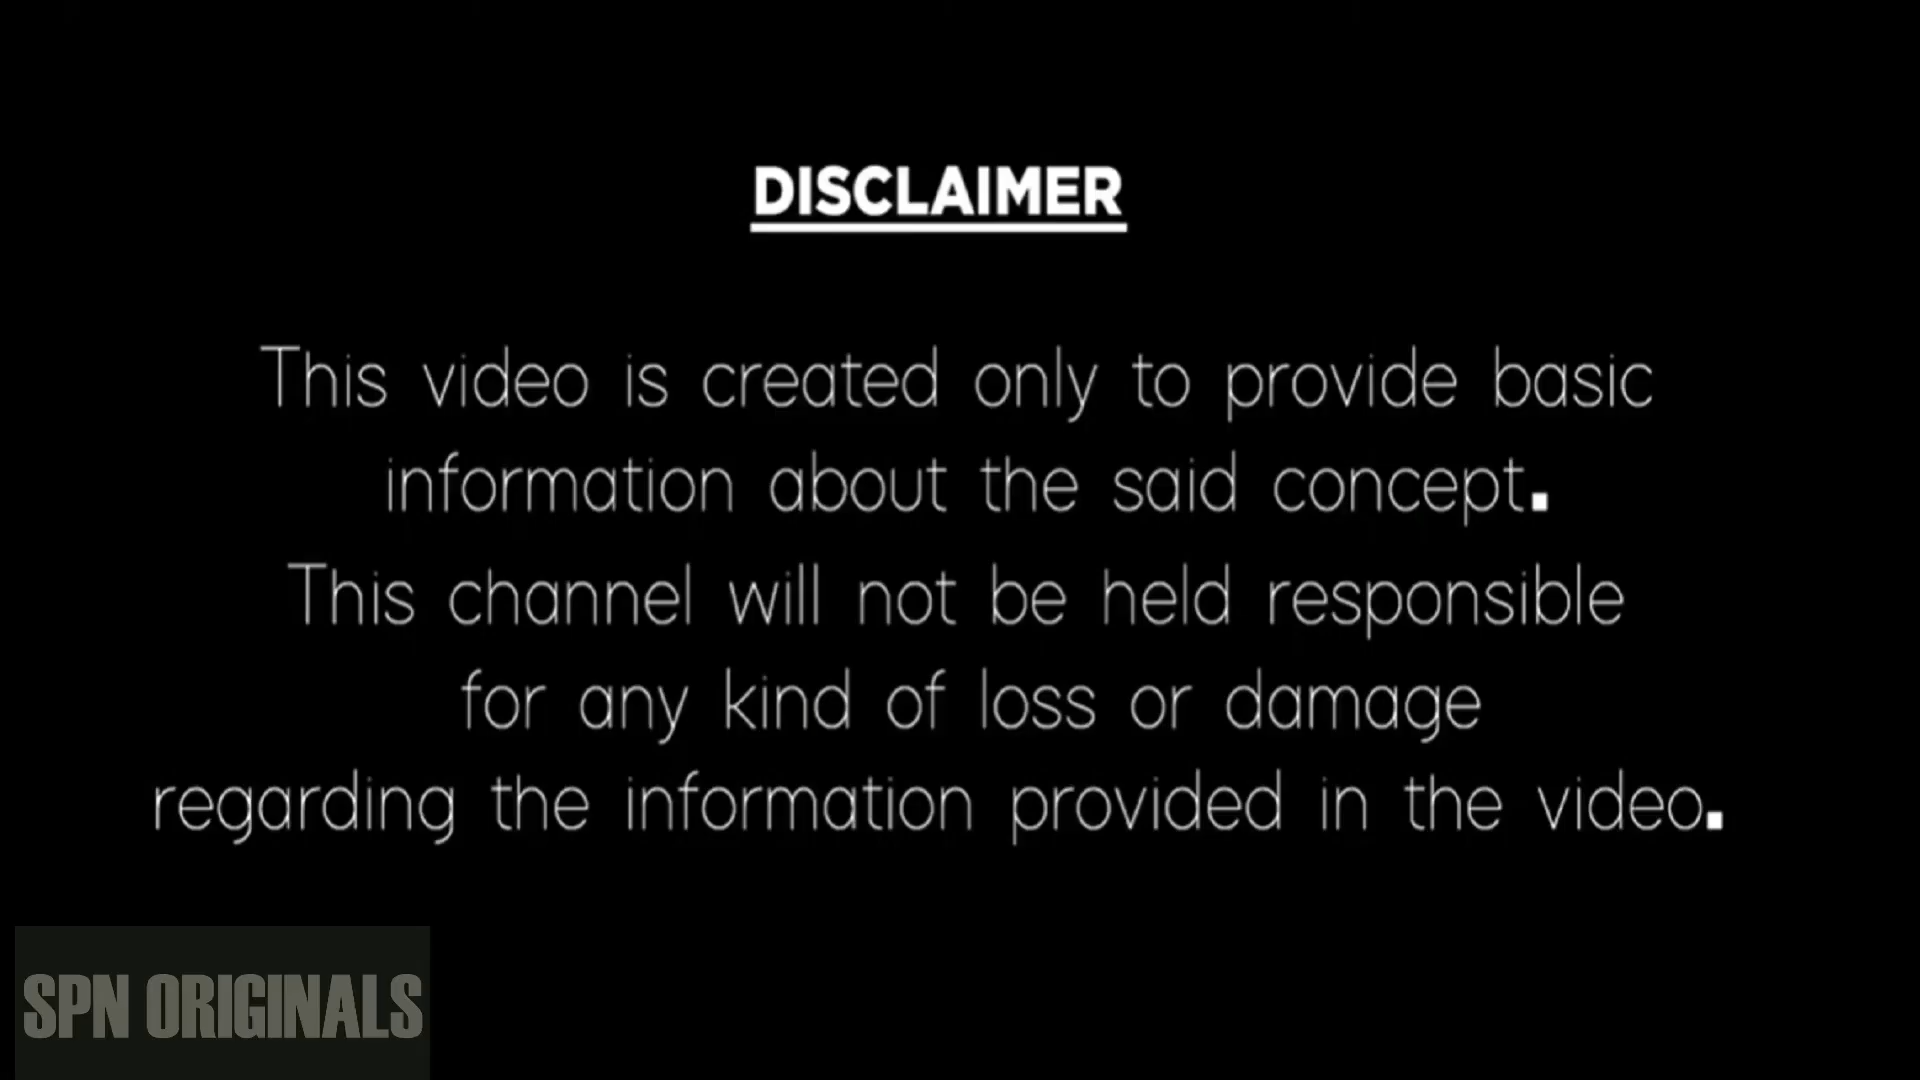 DISCLAIMER
This video is created only to provide basic
information about the said concept.
This channel will not be held responsible
for any kind of loss or damage
regarding the information provided in the video.
SPN ORIGINALS